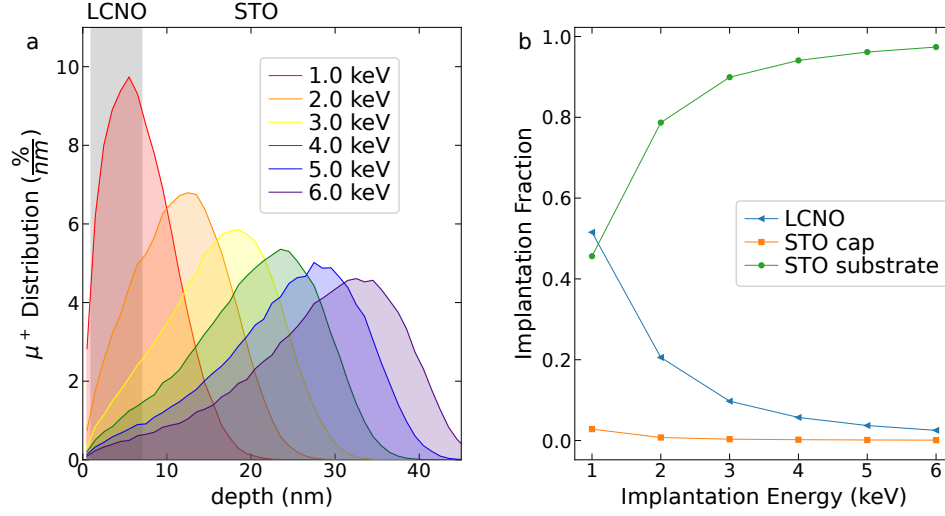 LCNO STO
a
μ⁺ Distribution (%/nm)
10
8
6
4
2
0
0 10 20 30 40
depth (nm)
1.0 keV
2.0 keV
3.0 keV
4.0 keV
5.0 keV
6.0 keV
b
Implantation Fraction
1.0
0.8
0.6
0.4
0.2
0.0
1 2 3 4 5 6
Implantation Energy (keV)
LCNO
STO cap
STO substrate